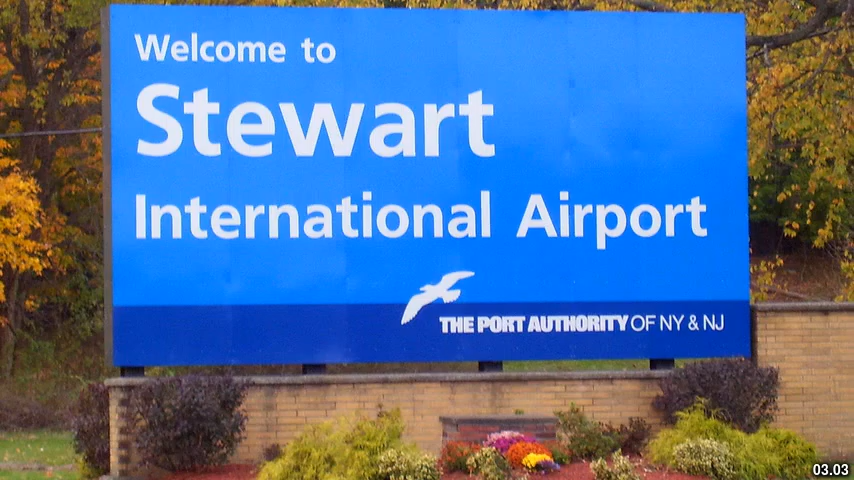 Welcome to
Stewart
International Airport
THE PORT AUTHORITY OF NY & NJ
03.03